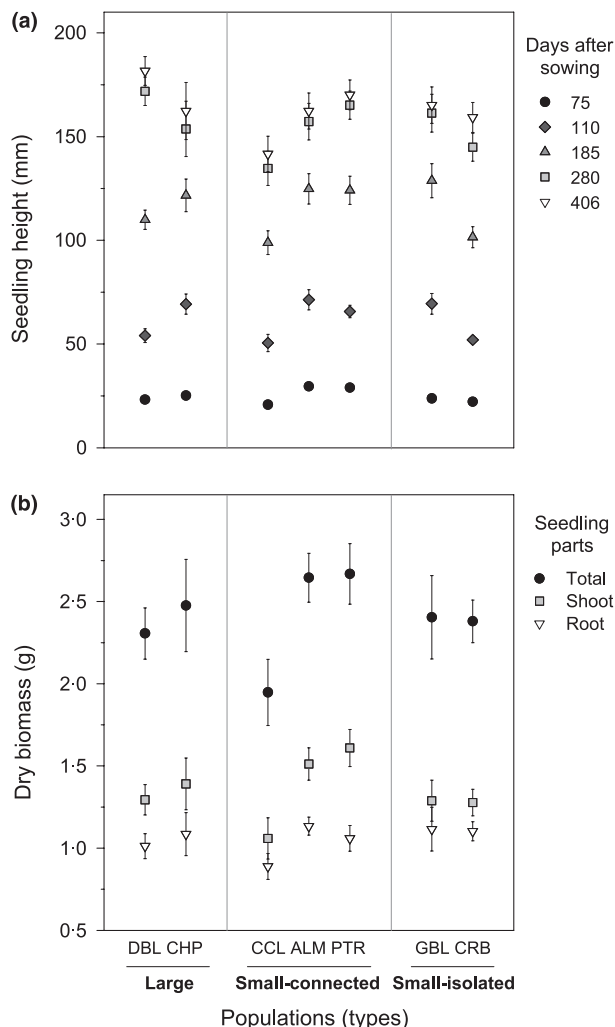 (a)
200
150
100
50
0
Seedling height (mm)
Days after
sowing
75
110
185
280
406
(b)
3·0
2·5
2·0
1·5
1·0
0·5
Dry biomass (g)
Seedling
parts
Total
Shoot
Root
DBL CHP CCL ALM PTR GBL CRB
Large Small-connected Small-isolated
Populations (types)